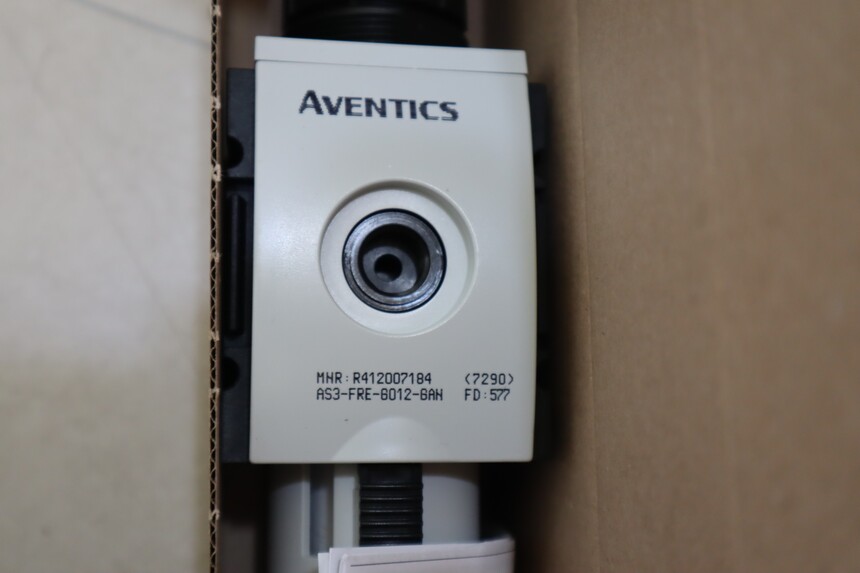 AVENTICS
MNR:R412007184 <7290>
AS3-FRE-G012-GAN FD:577